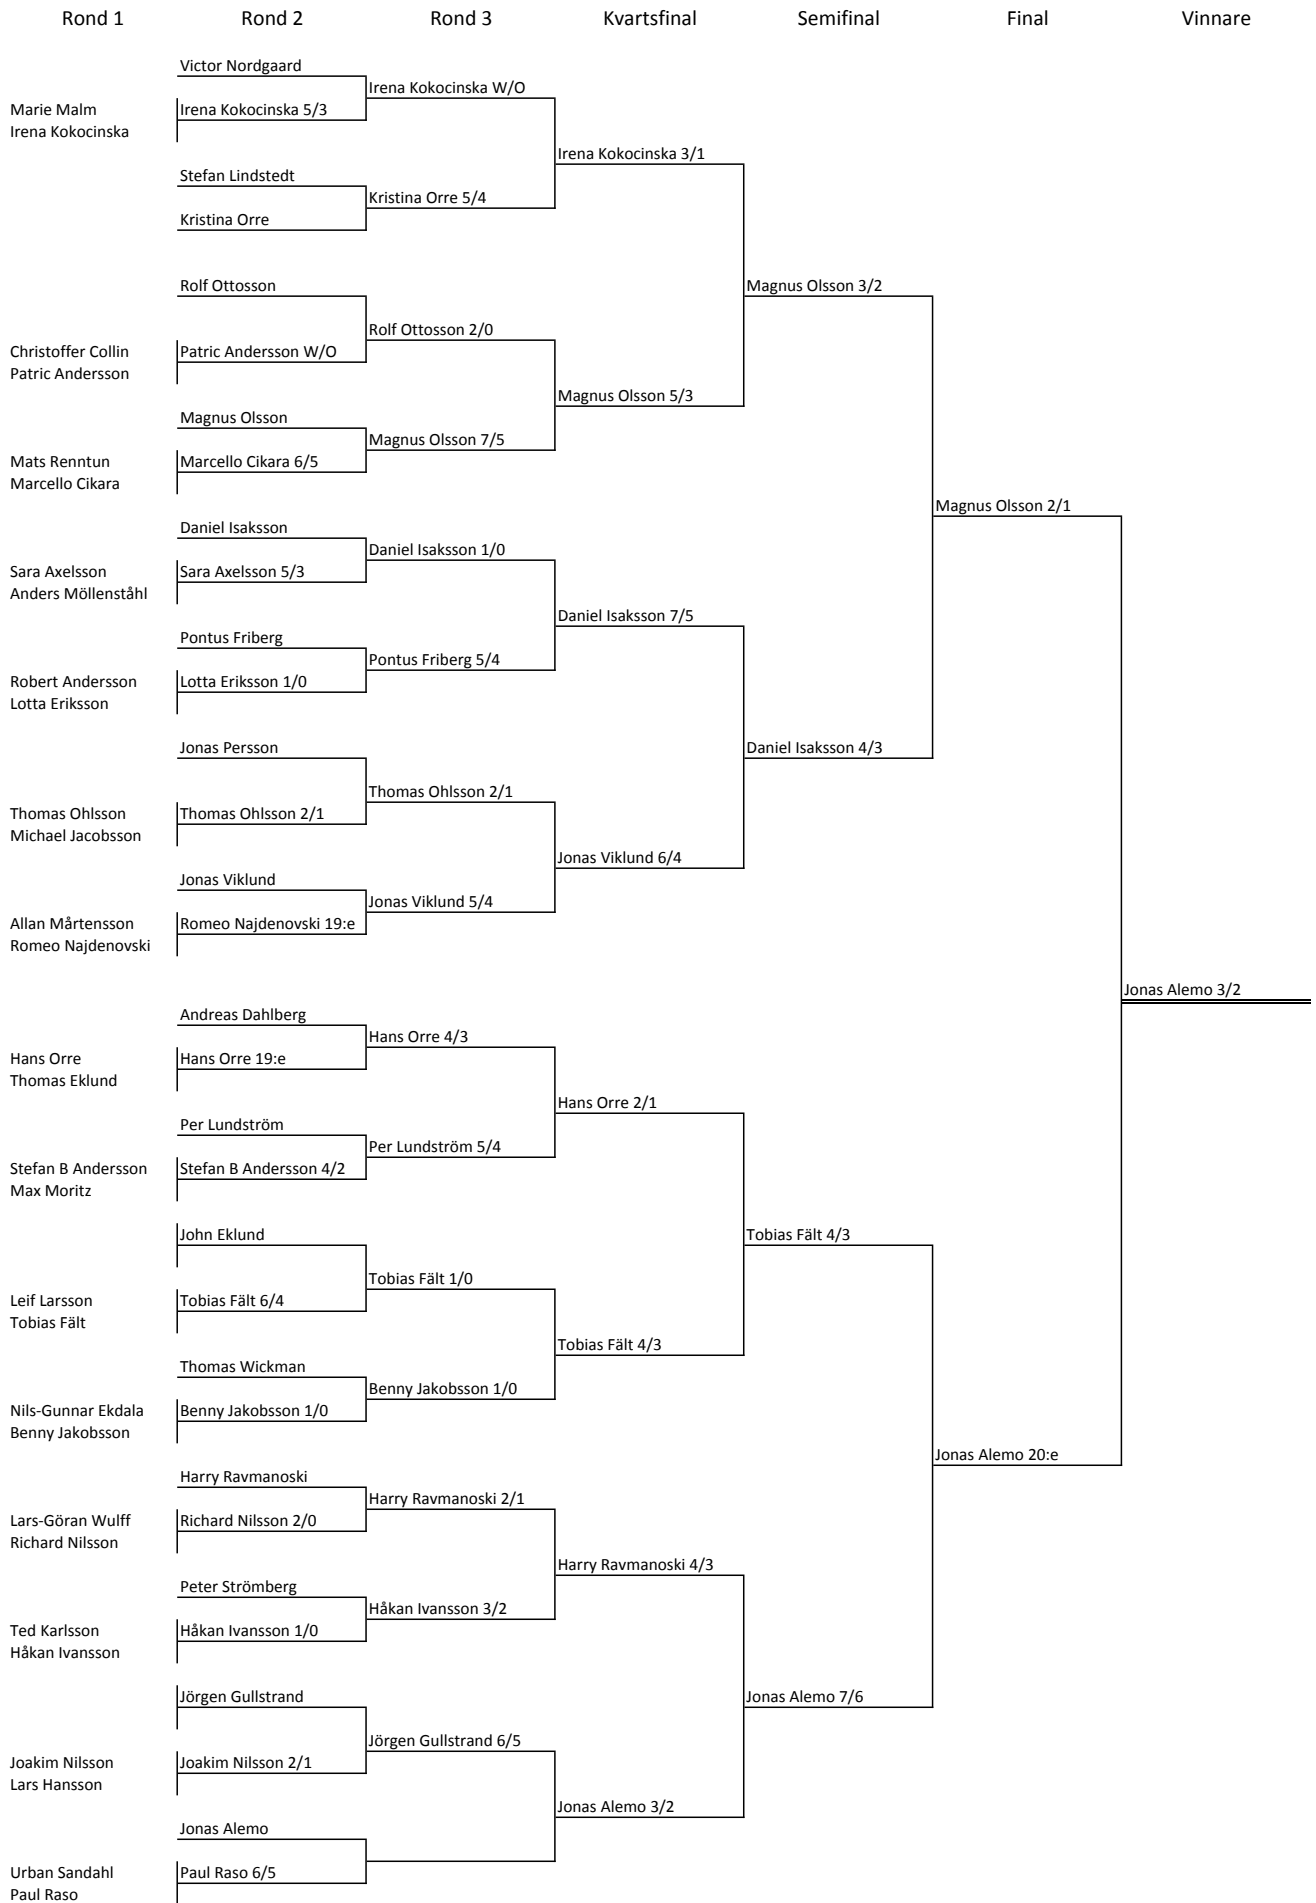 Rond 1 Rond 2 Rond 3 Kvartsfinal Semifinal Final Vinnare
Victor Nordgaard
Irena Kokocinska W/O
Marie Malm Irena Kokocinska 5/3
Irena Kokocinska
Irena Kokocinska 3/1
Stefan Lindstedt
Kristina Orre 5/4
Kristina Orre
Rolf Ottosson Magnus Olsson 3/2
Rolf Ottosson 2/0
Christoffer Collin Patric Andersson W/O
Patric Andersson
Magnus Olsson 5/3
Magnus Olsson
Magnus Olsson 7/5
Mats Renntun Marcello Cikara 6/5
Marcello Cikara
Magnus Olsson 2/1
Daniel Isaksson
Daniel Isaksson 1/0
Sara Axelsson Sara Axelsson 5/3
Anders Möllenståhl
Daniel Isaksson 7/5
Pontus Friberg
Pontus Friberg 5/4
Robert Andersson Lotta Eriksson 1/0
Lotta Eriksson
Jonas Persson Daniel Isaksson 4/3
Thomas Ohlsson 2/1
Thomas Ohlsson Thomas Ohlsson 2/1
Michael Jacobsson
Jonas Viklund 6/4
Jonas Viklund
Jonas Viklund 5/4
Allan Mårtensson Romeo Najdenovski 19:e
Romeo Najdenovski
Jonas Alemo 3/2
Andreas Dahlberg
Hans Orre 4/3
Hans Orre Hans Orre 19:e
Thomas Eklund
Hans Orre 2/1
Per Lundström
Per Lundström 5/4
Stefan B Andersson Stefan B Andersson 4/2
Max Moritz
John Eklund Tobias Fält 4/3
Tobias Fält 1/0
Leif Larsson Tobias Fält 6/4
Tobias Fält
Tobias Fält 4/3
Thomas Wickman
Benny Jakobsson 1/0
Nils-Gunnar Ekdala Benny Jakobsson 1/0
Benny Jakobsson
Jonas Alemo 20:e
Harry Ravmanoski
Harry Ravmanoski 2/1
Lars-Göran Wulff Richard Nilsson 2/0
Richard Nilsson
Harry Ravmanoski 4/3
Peter Strömberg
Håkan Ivansson 3/2
Ted Karlsson Håkan Ivansson 1/0
Håkan Ivansson
Jörgen Gullstrand Jonas Alemo 7/6
Jörgen Gullstrand 6/5
Joakim Nilsson Joakim Nilsson 2/1
Lars Hansson
Jonas Alemo 3/2
Jonas Alemo
Urban Sandahl Paul Raso 6/5
Paul Raso